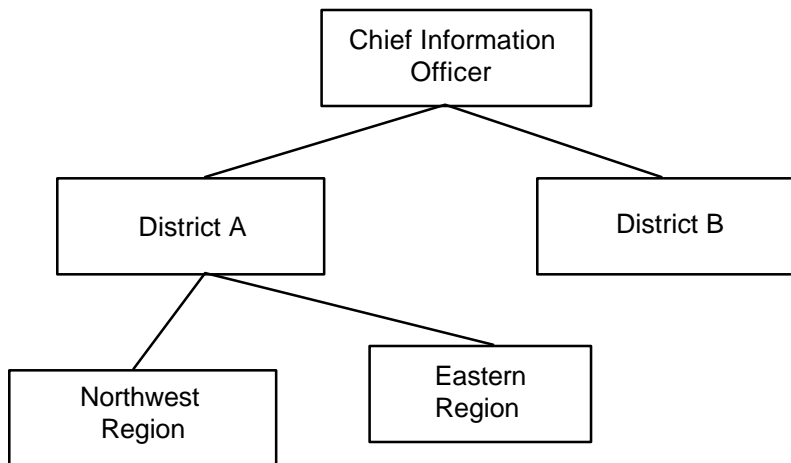 Chief Information
Officer
District A
District B
Northwest
Region
Eastern
Region